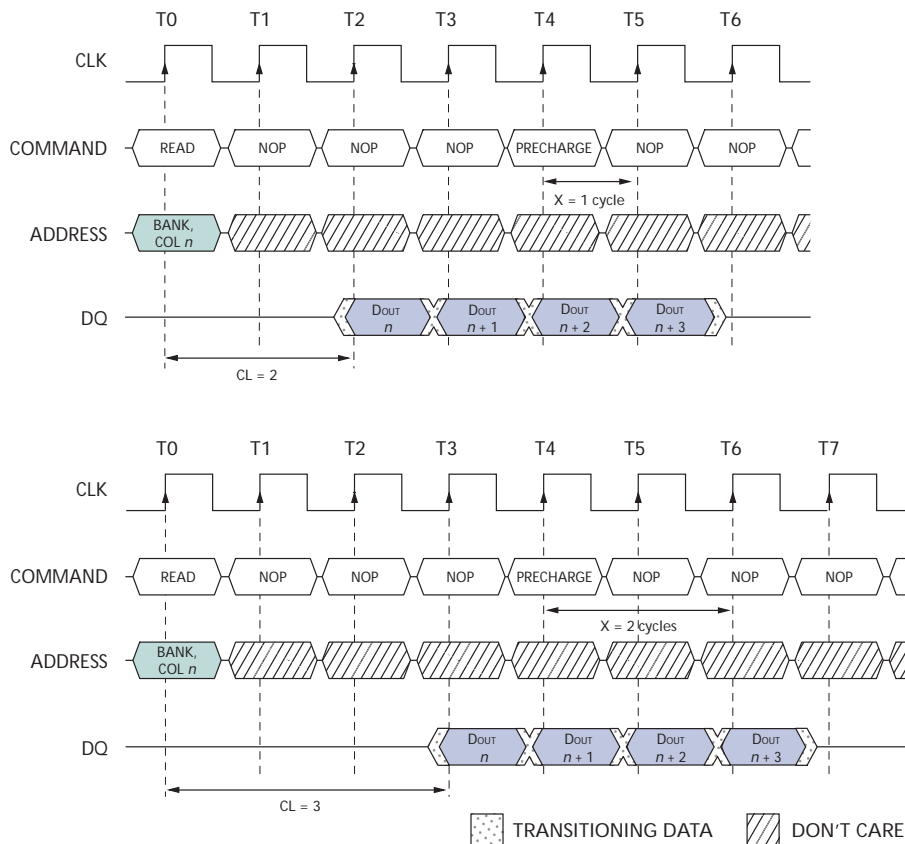 T0 T1 T2 T3 T4 T5 T6
CLK
COMMAND READ NOP NOP NOP PRECHARGE NOP NOP
X = 1 cycle
ADDRESS BANK,
COL n
DQ DOUT n DOUT n + 1 DOUT n + 2 DOUT n + 3
CL = 2
T0 T1 T2 T3 T4 T5 T6 T7
CLK
COMMAND READ NOP NOP NOP PRECHARGE NOP NOP NOP
X = 2 cycles
ADDRESS BANK,
COL n
DQ DOUT n DOUT n + 1 DOUT n + 2 DOUT n + 3
CL = 3
TRANSITIONING DATA DON'T CARE